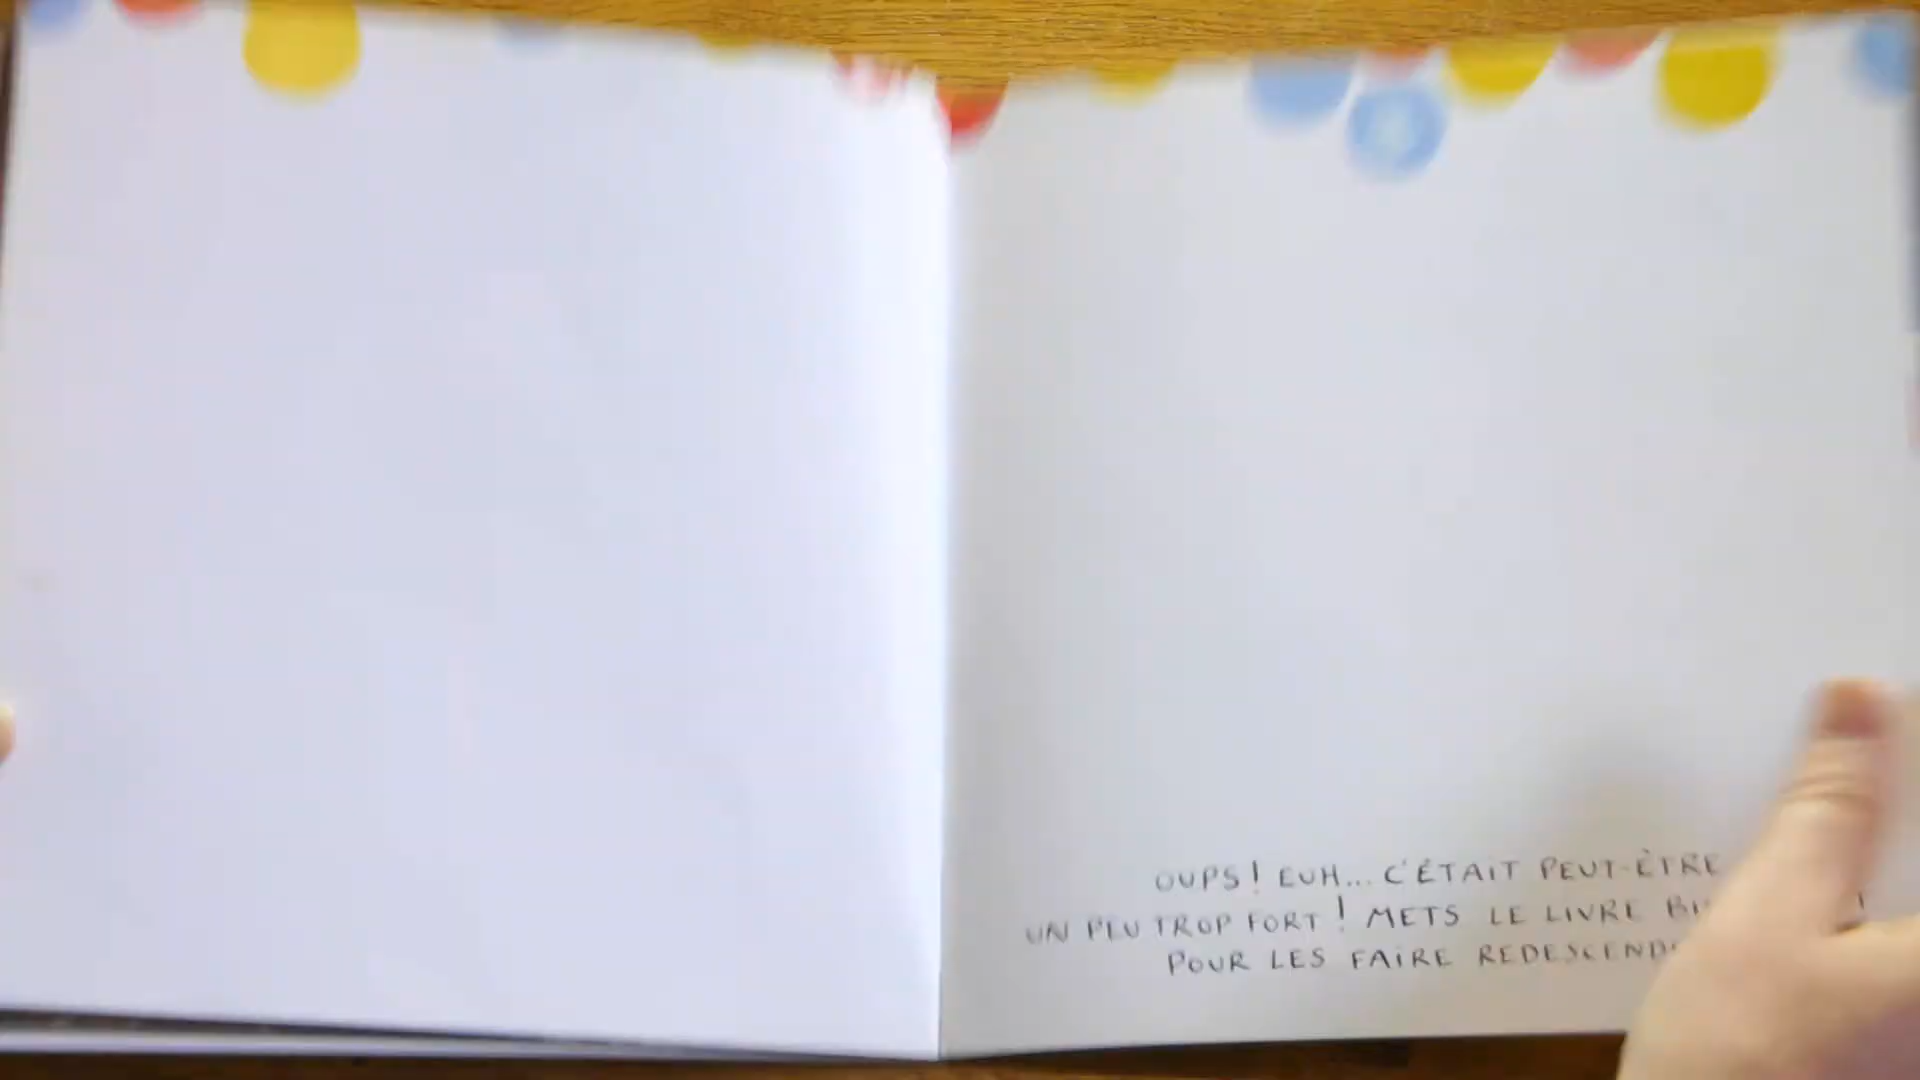 OUPS! EUH... C'ÉTAIT PEUT-ÊTRE
UN PEU TROP FORT! METS LE LIVRE
POUR LES FAIRE